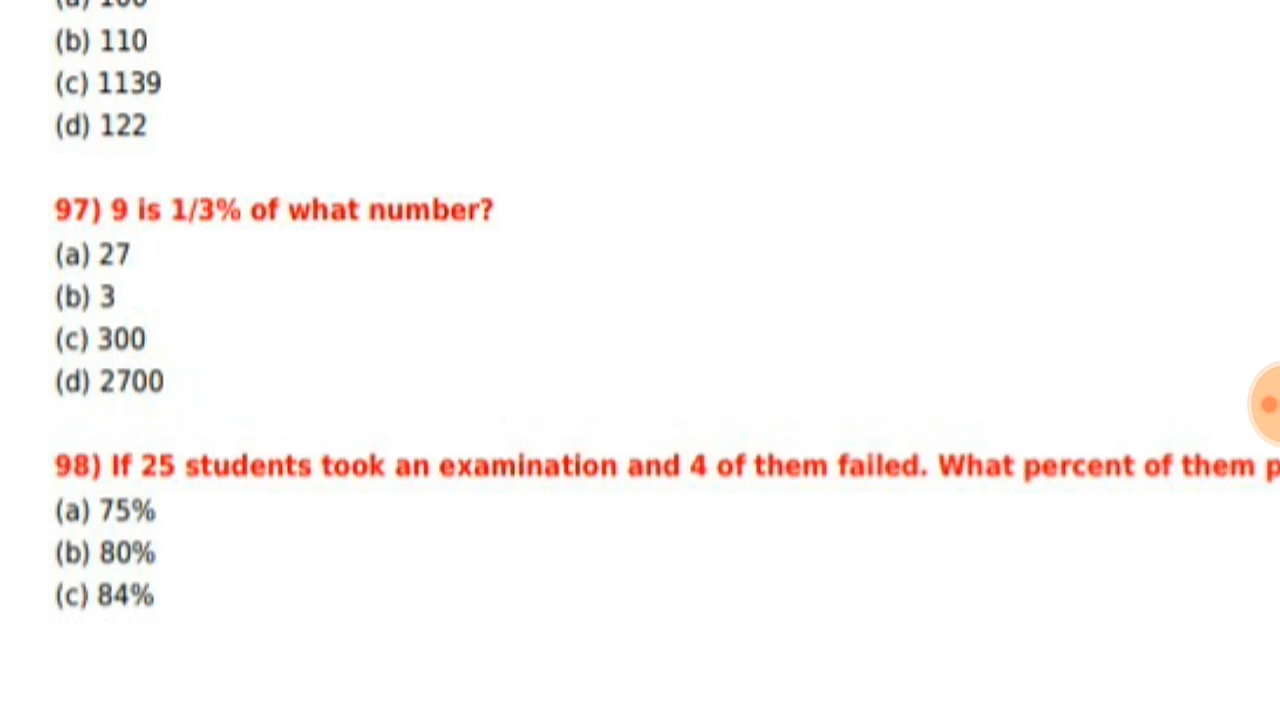 (b) 110
(c) 1139
(d) 122
97) 9 is 1/3% of what number?
(a) 27
(b) 3
(c) 300
(d) 2700
98) If 25 students took an examination and 4 of them failed. What percent of them p
(a) 75%
(b) 80%
(c) 84%